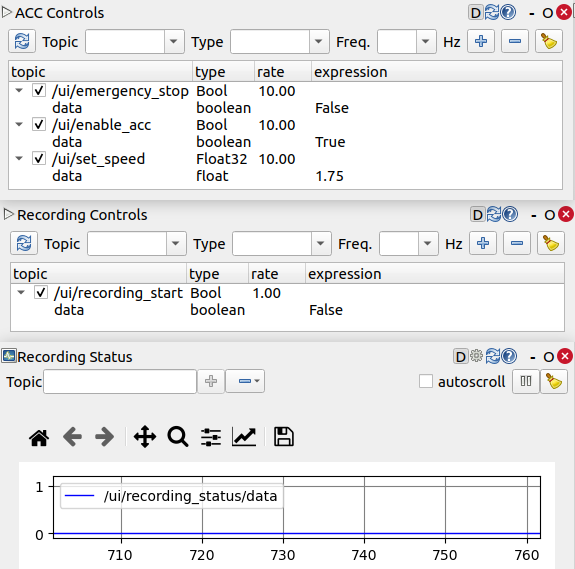 ACC Controls D - O
Topic Type Freq. Hz
topic type rate expression
/ui/emergency_stop Bool 10.00
data boolean False
/ui/enable_acc Bool 10.00
data boolean True
/ui/set_speed Float32 10.00
data float 1.75
Recording Controls D - O
Topic Type Freq. Hz
topic type rate expression
/ui/recording_start Bool 1.00
data boolean False
Recording Status D - O
Topic autoscroll
1
/ui/recording_status/data
0
710 720 730 740 750 760